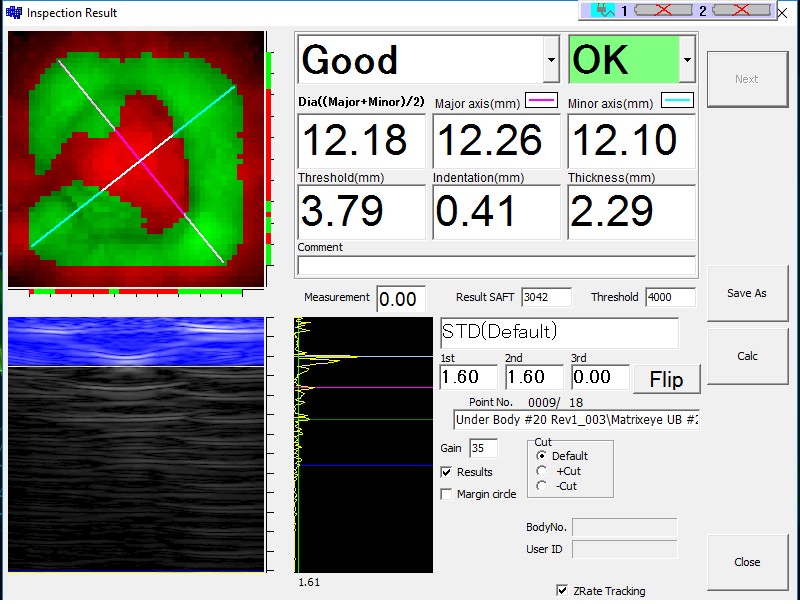 Inspection Result
1 2
Good OK
Next
Dia((Major+Minor)/2) Major axis(mm) Minor axis(mm)
12.18 12.26 12.10
Threshold(mm) Indentation(mm) Thickness(mm)
3.79 0.41 2.29
Comment
Measurement 0.00 Result SAFT 3042 Threshold 4000
Save As
STD(Default)
Calc
1st 2nd 3rd
1.60 1.60 0.00 Flip
Point No. 0009/ 18
Under Body #20 Rev1_003\Matrixeye UB #2
Gain 35
Cut
Default
Results
+Cut
-Cut
Margin circle
BodyNo.
User ID
Close
1.61
ZRate Tracking